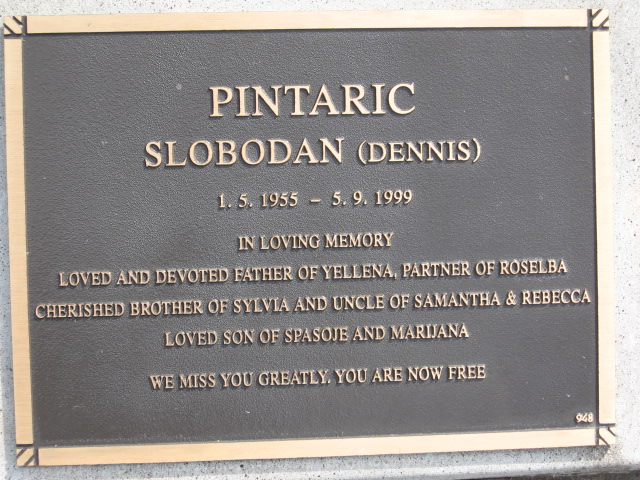 PINTARIC
SLOBODAN (DENNIS)
1. 5. 1955 – 5. 9. 1999
IN LOVING MEMORY
LOVED AND DEVOTED FATHER OF YELLENA, PARTNER OF ROSELBA
CHERISHED BROTHER OF SYLVIA AND UNCLE OF SAMANTHA & REBECCA
LOVED SON OF SPASOJE AND MARIJANA
WE MISS YOU GREATLY. YOU ARE NOW FREE
948